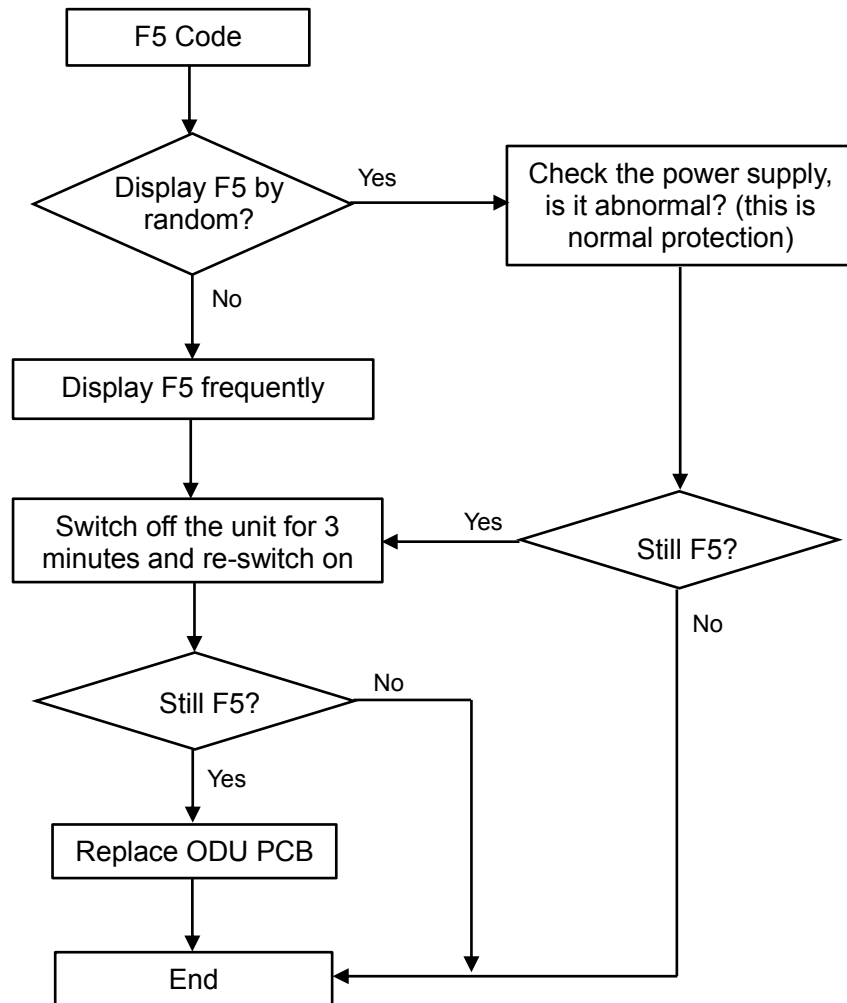 F5 Code
Display F5 by
random?
Yes
Check the power supply,
is it abnormal? (this is
normal protection)
No
Display F5 frequently
Switch off the unit for 3
minutes and re-switch on
Yes
Still F5?
No
Still F5?
No
Yes
Replace ODU PCB
End